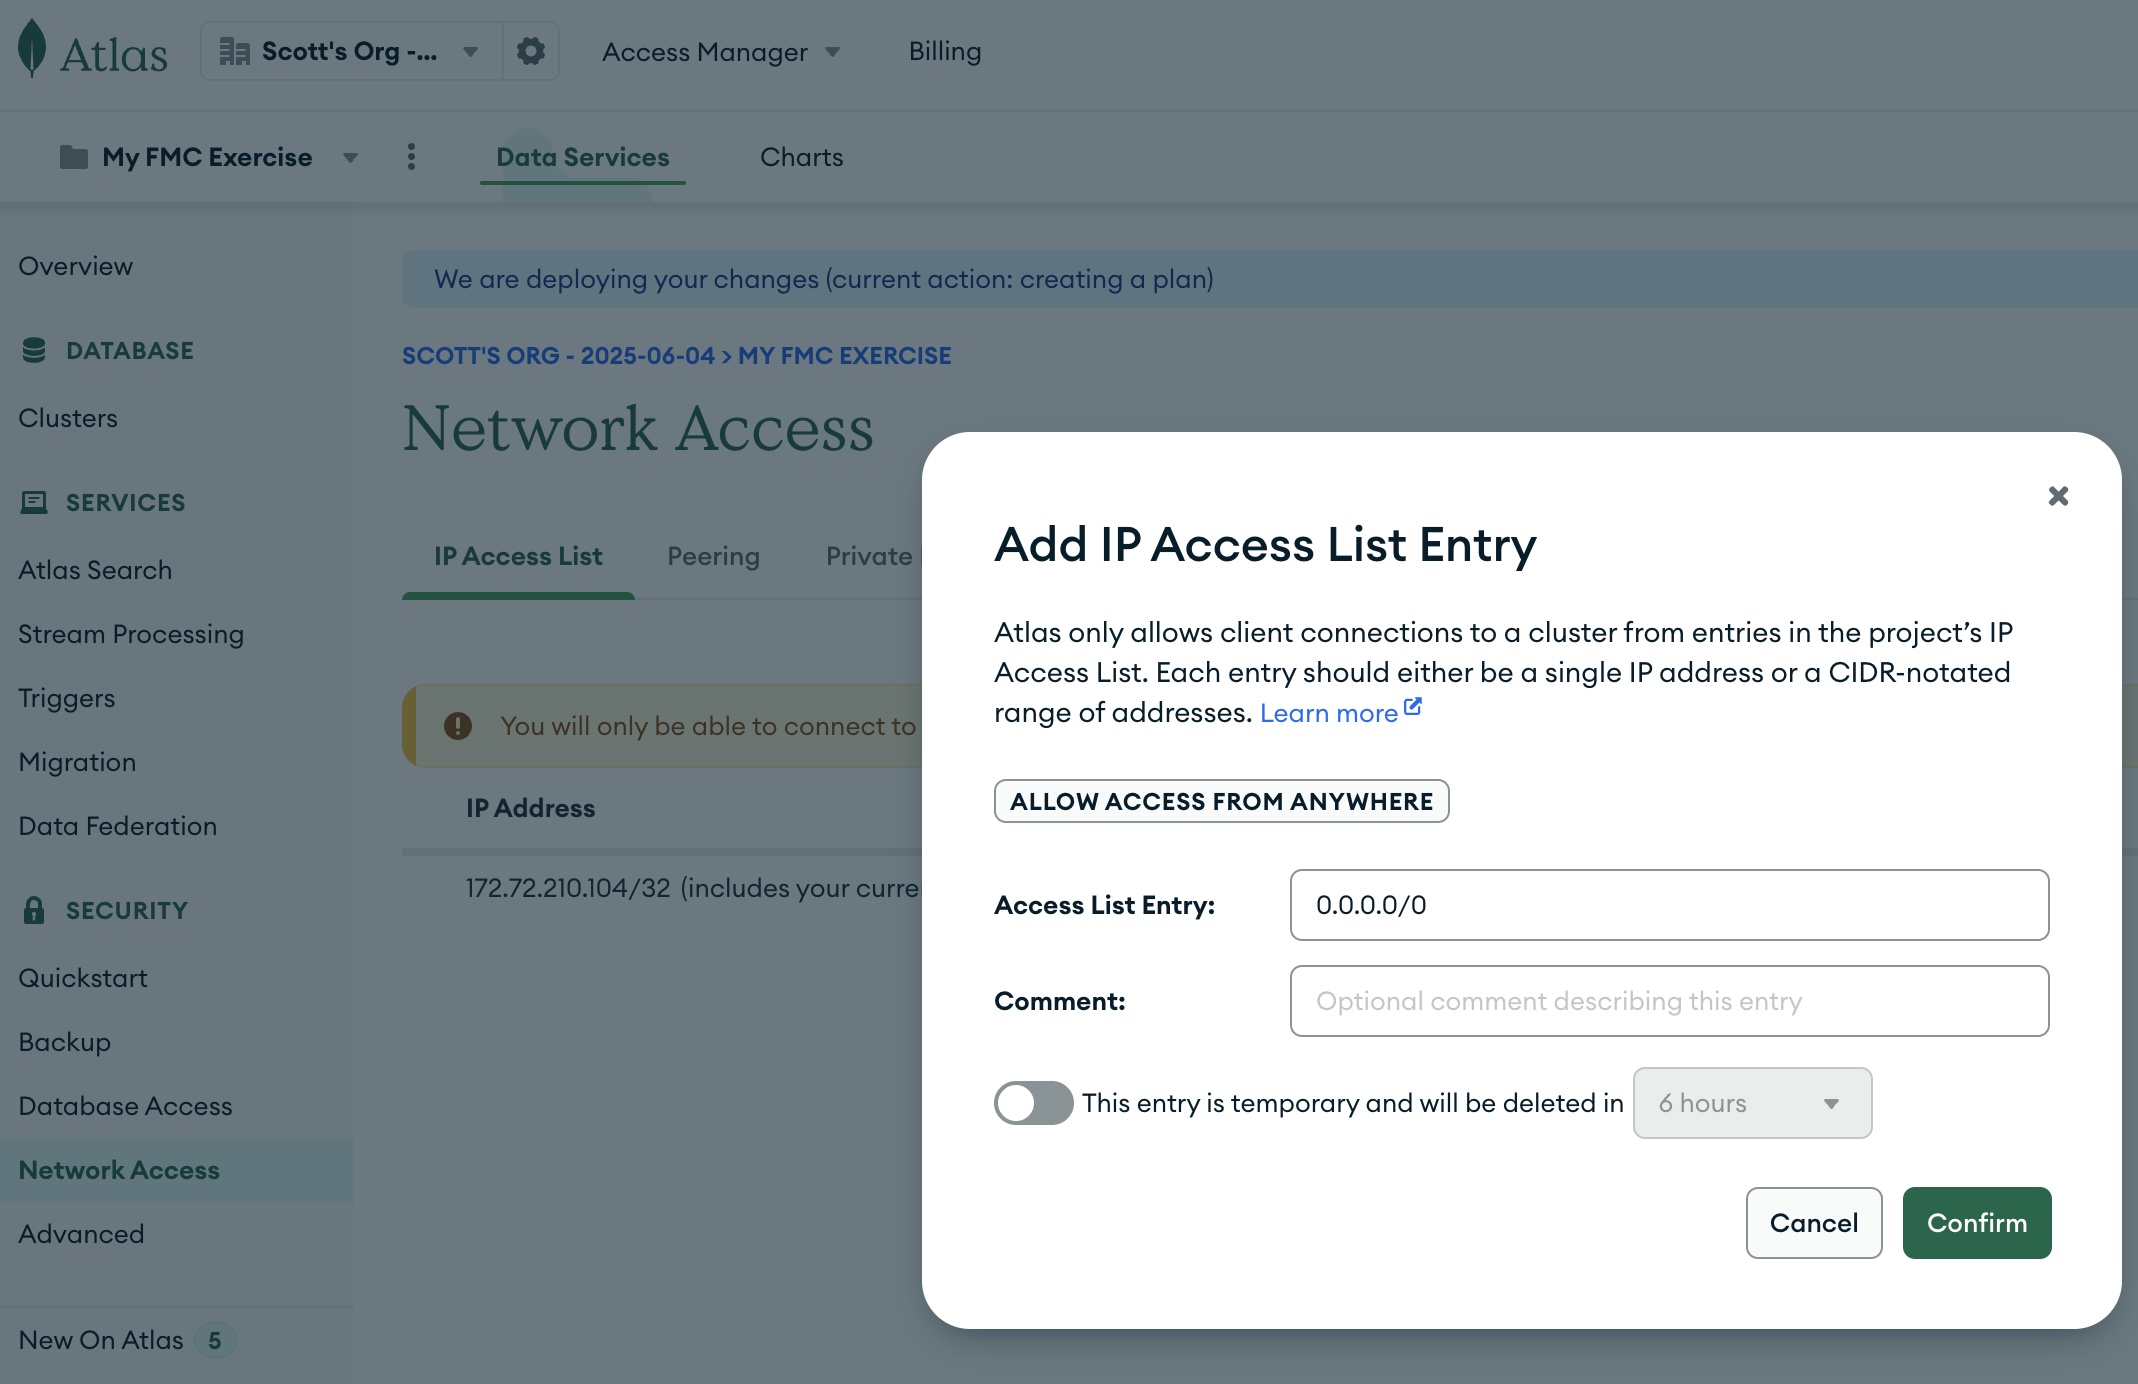 Atlas
Scott's Org -...
Access Manager
Billing
My FMC Exercise
Data Services
Charts
Overview
DATABASE
Clusters
SERVICES
Atlas Search
Stream Processing
Triggers
Migration
Data Federation
SECURITY
Quickstart
Backup
Database Access
Network Access
Advanced
New On Atlas 5
We are deploying your changes (current action: creating a plan)
SCOTT'S ORG - 2025-06-04 > MY FMC EXERCISE
Network Access
IP Access List
Peering
Private
You will only be able to connect to
IP Address
172.72.210.104/32 (includes your curre
Add IP Access List Entry
Atlas only allows client connections to a cluster from entries in the project’s IP
Access List. Each entry should either be a single IP address or a CIDR-notated
range of addresses. Learn more
ALLOW ACCESS FROM ANYWHERE
Access List Entry: 0.0.0.0/0
Comment: Optional comment describing this entry
This entry is temporary and will be deleted in 6 hours
Cancel
Confirm